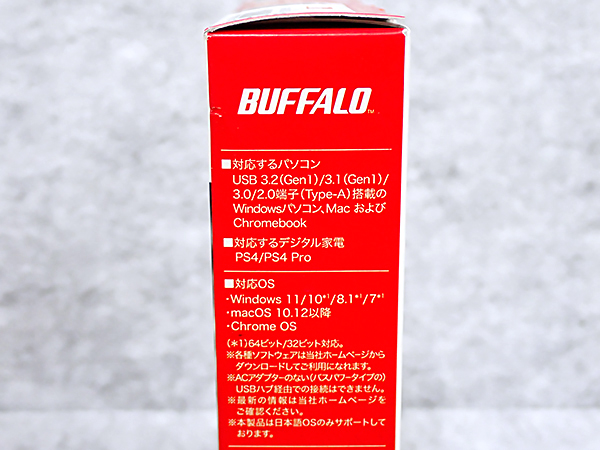 BUFFALO™
■対応するパソコン
USB 3.2(Gen1)/3.1(Gen1)/
3.0/2.0端子(Type-A)搭載の
Windowsパソコン、Mac および
Chromebook
■対応するデジタル家電
PS4/PS4 Pro
■対応OS
・Windows 11/10*¹/8.1*¹/7*¹
・macOS 10.12以降
・Chrome OS
(*1)64ビット/32ビット対応。
※各種ソフトウェアは当社ホームページから
ダウンロードしてご利用になれます。
※ACアダプターのない(バスパワータイプの)
USBハブ経由での接続はできません。
※最新の情報は当社ホームページを
ご確認ください。
※本製品は日本語OSのみサポートして
おります。